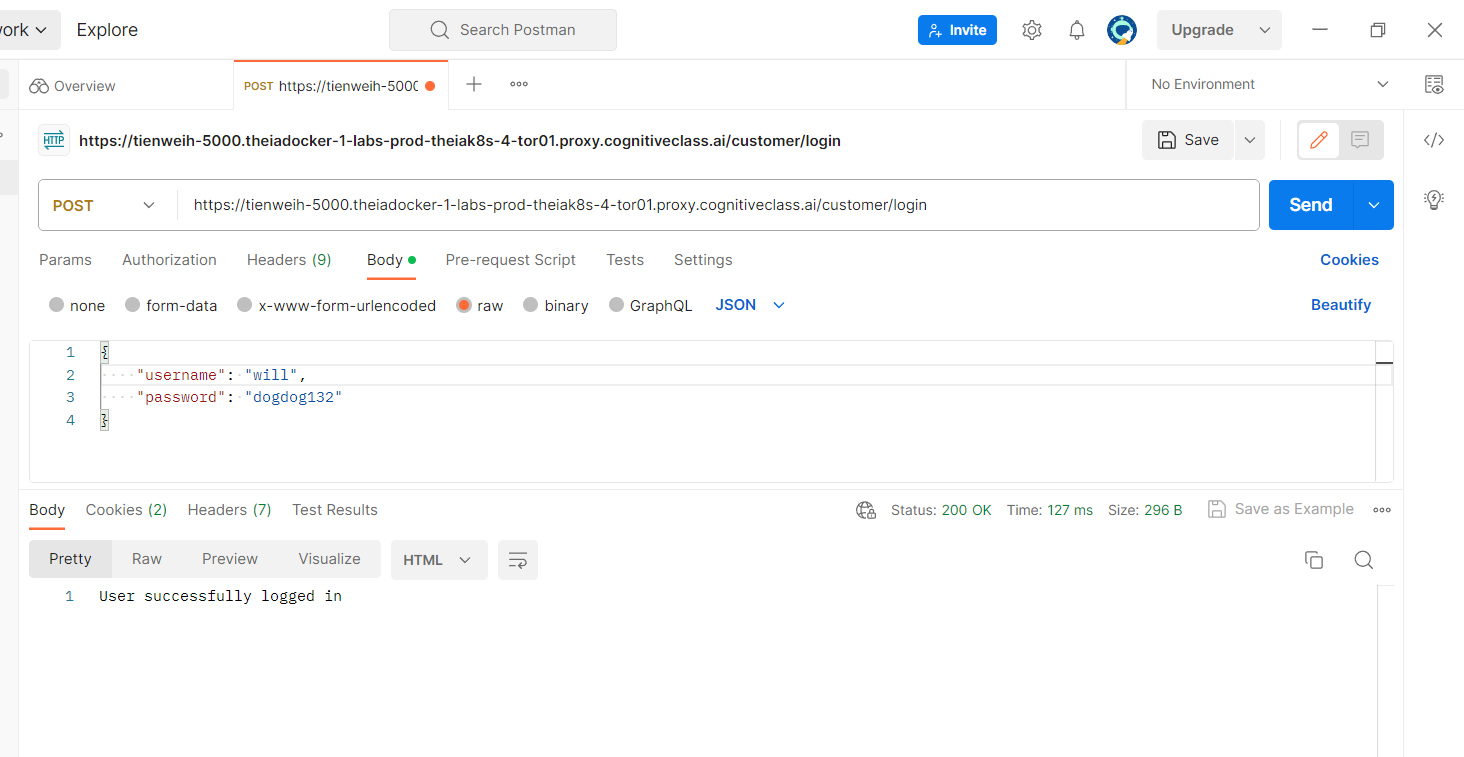 ork Explore Search Postman Invite Upgrade
Overview POST https://tienweih-5000 No Environment
HTTP https://tienweih-5000.theiadocker-1-labs-prod-theiak8s-4-tor01.proxy.cognitiveclass.ai/customer/login Save
POST https://tienweih-5000.theiadocker-1-labs-prod-theiak8s-4-tor01.proxy.cognitiveclass.ai/customer/login Send
Params Authorization Headers (9) Body Pre-request Script Tests Settings Cookies
none form-data x-www-form-urlencoded raw binary GraphQL JSON Beautify
1 {
2 "username": "will",
3 "password": "dogdog132"
4 }
Body Cookies (2) Headers (7) Test Results Status: 200 OK Time: 127 ms Size: 296 B Save as Example
Pretty Raw Preview Visualize HTML
1 User successfully logged in